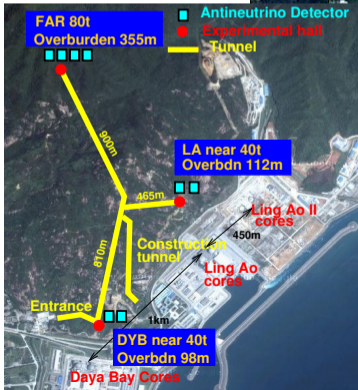 FAR 80t
Overburden 355m
Antineutrino Detector
Experimental hall
Tunnel
900m
LA near 40t
Overbdn 112m
465m
Ling Ao II
cores
450m
Construction
tunnel
810m
Ling Ao
cores
Entrance
1km
DYB near 40t
Overbdn 98m
Daya Bay Cores